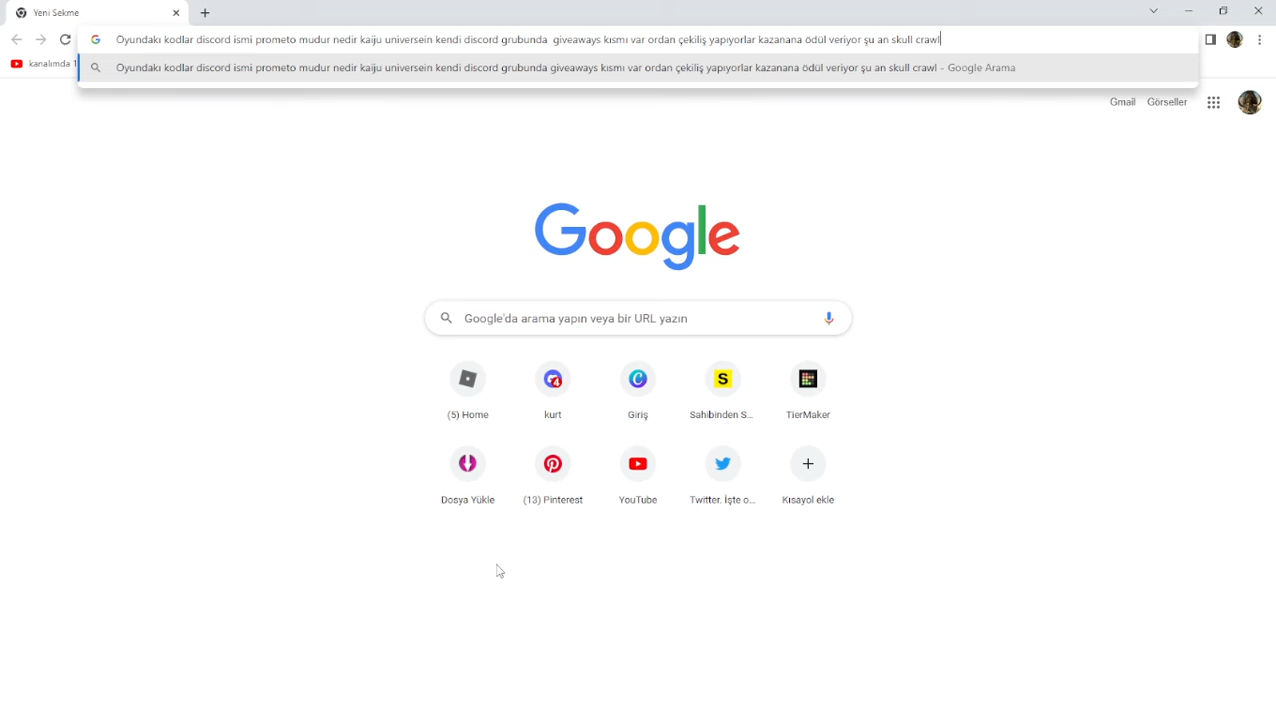 Yeni Sekme
Oyundakı kodlar discord ismi prometo mudur nedir kaiju universein kendi discord grubunda  giveaways kısmı var ordan çekiliş yapıyorlar kazanana ödül veriyor şu an skull crawl
kanalımda 1
Oyundakı kodlar discord ismi prometo mudur nedir kaiju universein kendi discord grubunda giveaways kısmı var ordan çekiliş yapıyorlar kazanana ödül veriyor şu an skull crawl - Google Arama
Gmail Görseller
Google
Google'da arama yapın veya bir URL yazın
S
(5) Home kurt Giriş Sahibinden S... TierMaker
Dosya Yükle (13) Pinterest YouTube Twitter. İşte o... Kısayol ekle